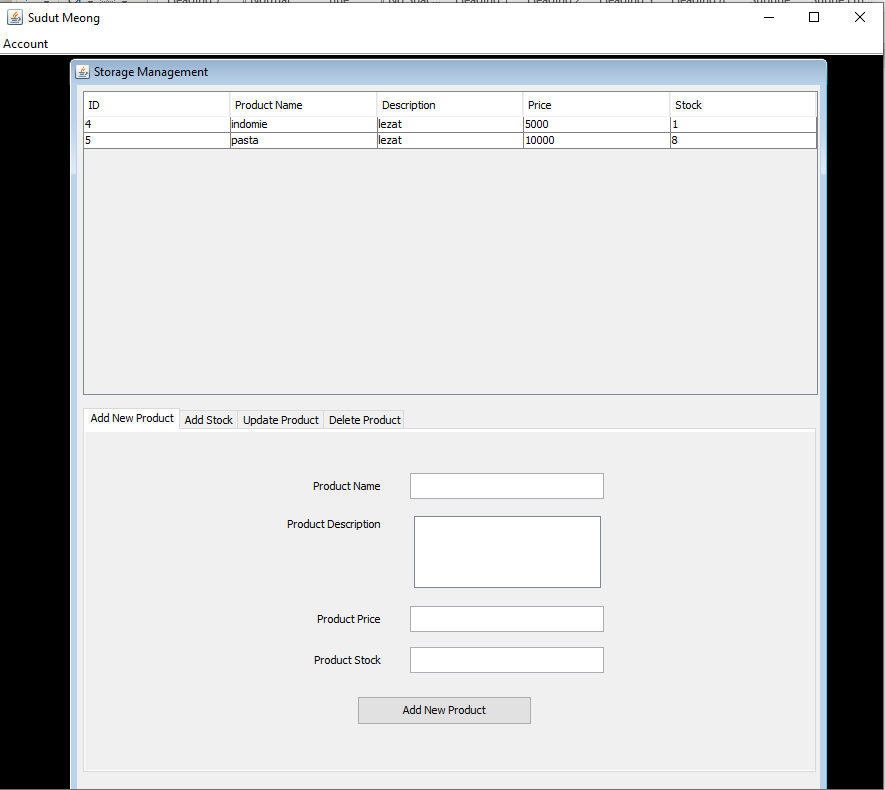 Sudut Meong
Account
Storage Management
ID Product Name Description Price Stock
4 indomie lezat 5000 1
5 pasta lezat 10000 8
Add New Product Add Stock Update Product Delete Product
Product Name
Product Description
Product Price
Product Stock
Add New Product